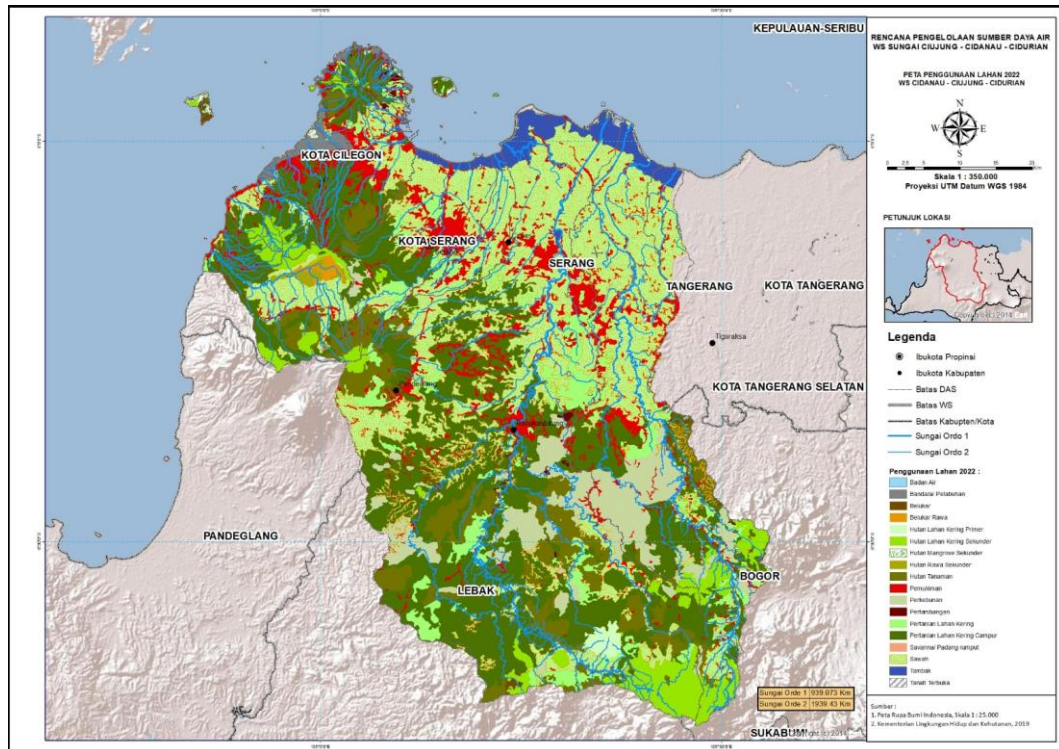 KEPULAUAN-SERIBU
KOTA CILEGON
KOTA SERANG
SERANG
TANGERANG
KOTA TANGERANG
Tigaraksa
KOTA TANGERANG SELATAN
PANDEGLANG
LEBAK
BOGOR
SUKABUMI
Sungai Orde 1 939.073 Km
Sungai Orde 2 1939.43 Km
RENCANA PENGELOLAAN SUMBER DAYA AIR
WS SUNGAI CIUJUNG - CIDANAU - CIDURIAN
PETA PENGGUNAAN LAHAN 2022
WS CIDANAU - CIUJUNG - CIDURIAN
N
W E
S
Skala 1 : 350.000
Proyeksi UTM Datum WGS 1984
PETUNJUK LOKASI
Legenda
Ibukota Propinsi
Ibukota Kabupaten
Batas DAS
Batas WS
Batas Kabupten/Kota
Sungai Ordo 1
Sungai Ordo 2
Penggunaan Lahan 2022 :
Badan Air
Bandara/ Pelabuhan
Belukar
Belukar Rawa
Hutan Lahan Kering Primer
Hutan Lahan Kering Sekunder
Hutan Mangrove Sekunder
Hutan Rawa Sekunder
Hutan Tanaman
Pemukiman
Perkebunan
Pertambangan
Pertanian Lahan Kering
Pertanian Lahan Kering Campur
Savanna/ Padang rumput
Sawah
Tambak
Tanah Terbuka
Sumber :
1. Peta Rupa Bumi Indonesia, Skala 1 : 25.000
2. Kementerian Lingkungan Hidup dan Kehutanan, 2019